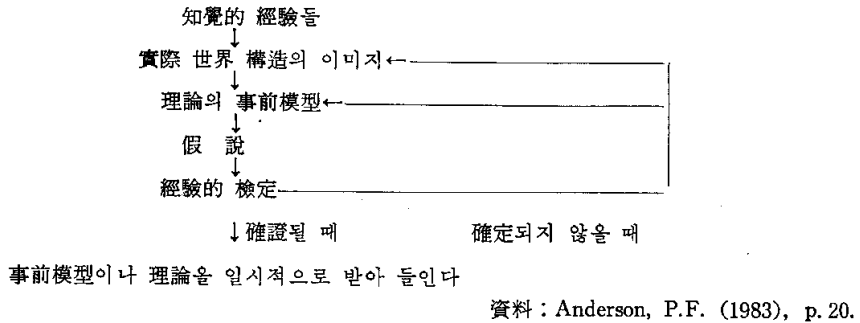 知覺的 經驗들
實際 世界 構造의 이미지
理論의 事前模型
假 說
經驗的 檢定
確證될 때 確定되지 않을 때
事前模型이나 理論을 일시적으로 받아 들인다
資料：Anderson, P.F. (1983), p. 20.